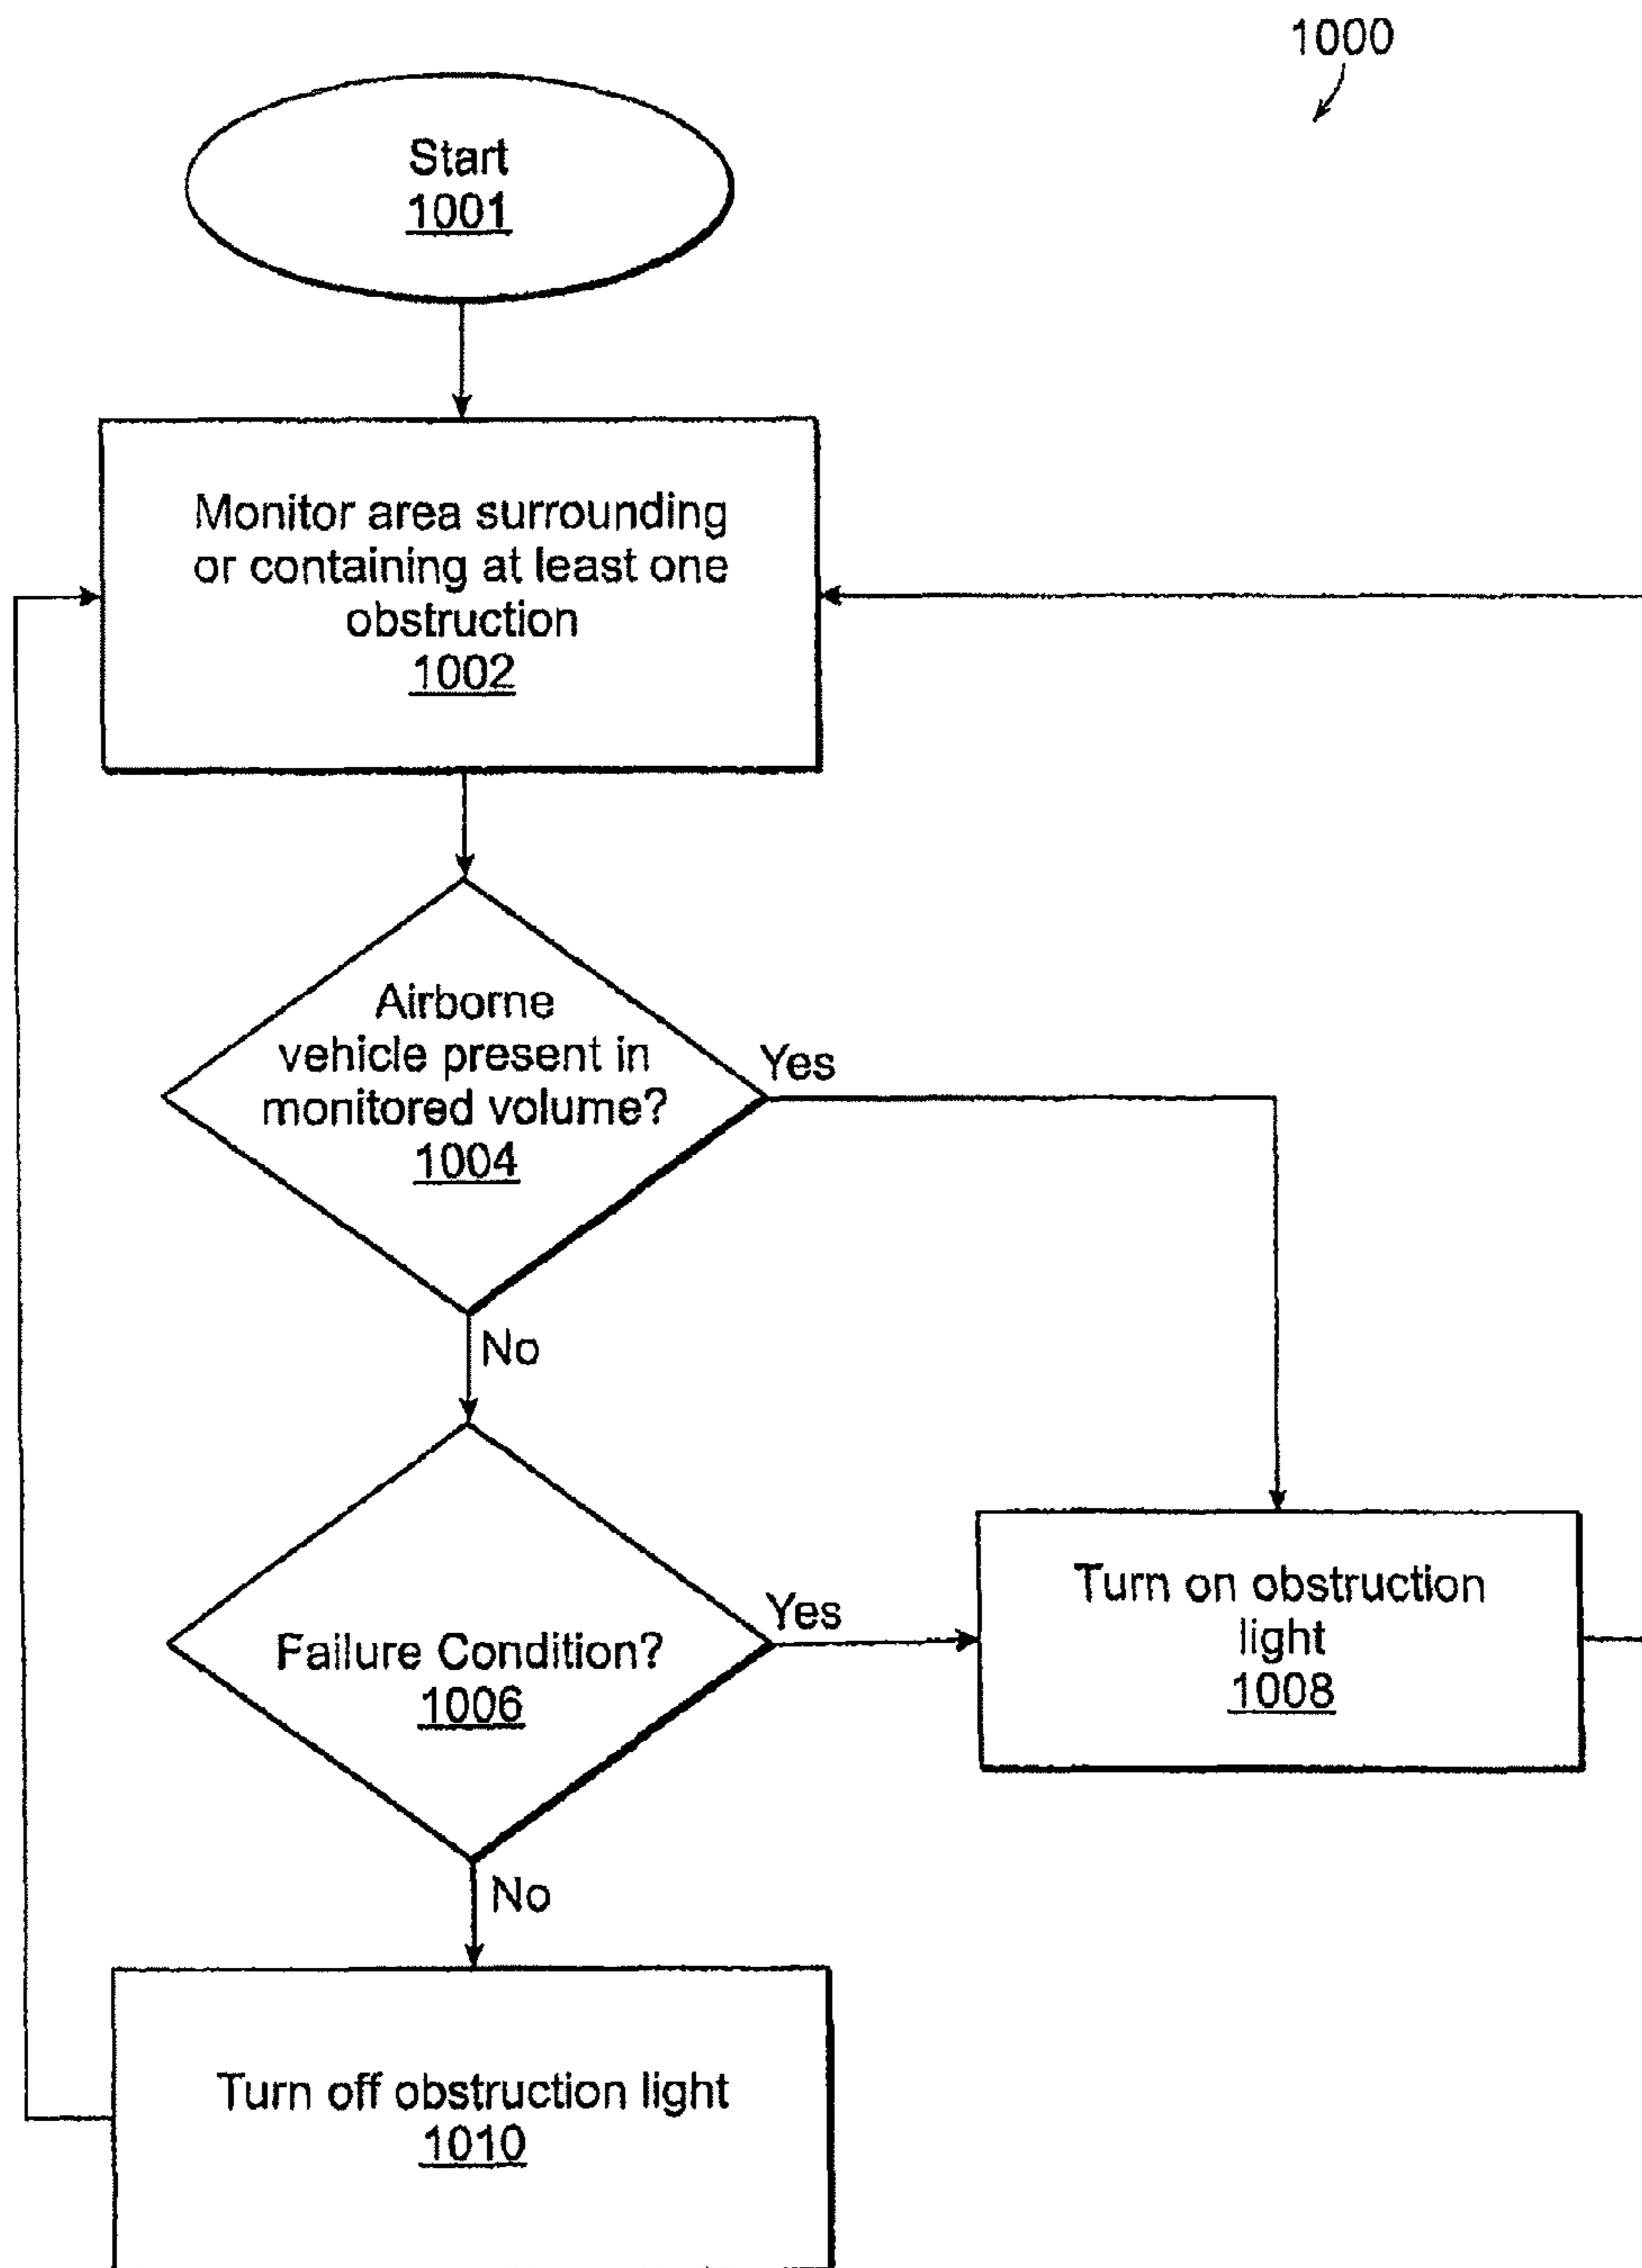 1000
Start
1001
Monitor area surrounding
or containing at least one
obstruction
1002
Airborne
vehicle present in
monitored volume?
1004
Yes
No
Failure Condition?
1006
Yes
Turn on obstruction
light
1008
No
Turn off obstruction light
1010